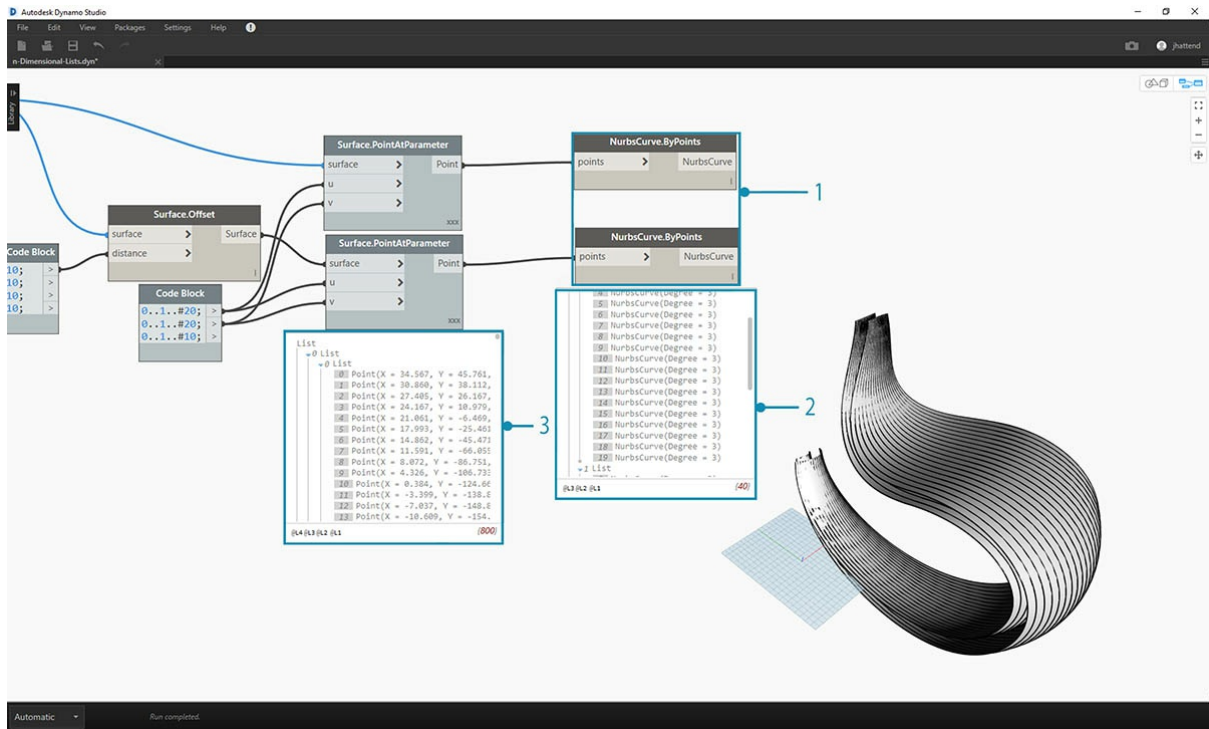 Autodesk Dynamo Studio
File Edit View Packages Settings Help
jhattend
n-Dimensional-Lists.dyn*
Library
Surface.PointAtParameter
surface > Point
u >
v >
xxx
NurbsCurve.ByPoints
points > NurbsCurve
1
Surface.Offset
surface > Surface
distance >
Surface.PointAtParameter
surface > Point
u >
v >
xxx
NurbsCurve.ByPoints
points > NurbsCurve
Code Block
10; >
10; >
10; >
10; >
Code Block
0..1..#20; >
0..1..#20; >
0..1..#10; >
List
0 List
0 List
0 Point(X = 34.567, Y = 45.761,
1 Point(X = 30.860, Y = 38.112,
2 Point(X = 27.405, Y = 26.167,
3 Point(X = 24.167, Y = 10.979,
4 Point(X = 21.061, Y = -6.469,
5 Point(X = 17.993, Y = -25.461
6 Point(X = 14.862, Y = -45.471
7 Point(X = 11.591, Y = -66.055
8 Point(X = 8.072, Y = -86.751,
9 Point(X = 4.326, Y = -106.733
10 Point(X = 0.384, Y = -124.66
11 Point(X = -3.399, Y = -138.8
12 Point(X = -7.037, Y = -148.8
13 Point(X = -10.609, Y = -154.
@L4 @L3 @L2 @L1 {800}
3
5 NurbsCurve(Degree = 3)
6 NurbsCurve(Degree = 3)
7 NurbsCurve(Degree = 3)
8 NurbsCurve(Degree = 3)
9 NurbsCurve(Degree = 3)
10 NurbsCurve(Degree = 3)
11 NurbsCurve(Degree = 3)
12 NurbsCurve(Degree = 3)
13 NurbsCurve(Degree = 3)
14 NurbsCurve(Degree = 3)
15 NurbsCurve(Degree = 3)
16 NurbsCurve(Degree = 3)
17 NurbsCurve(Degree = 3)
18 NurbsCurve(Degree = 3)
19 NurbsCurve(Degree = 3)
1 List
@L3 @L2 @L1 {40}
2
Automatic
Run completed.